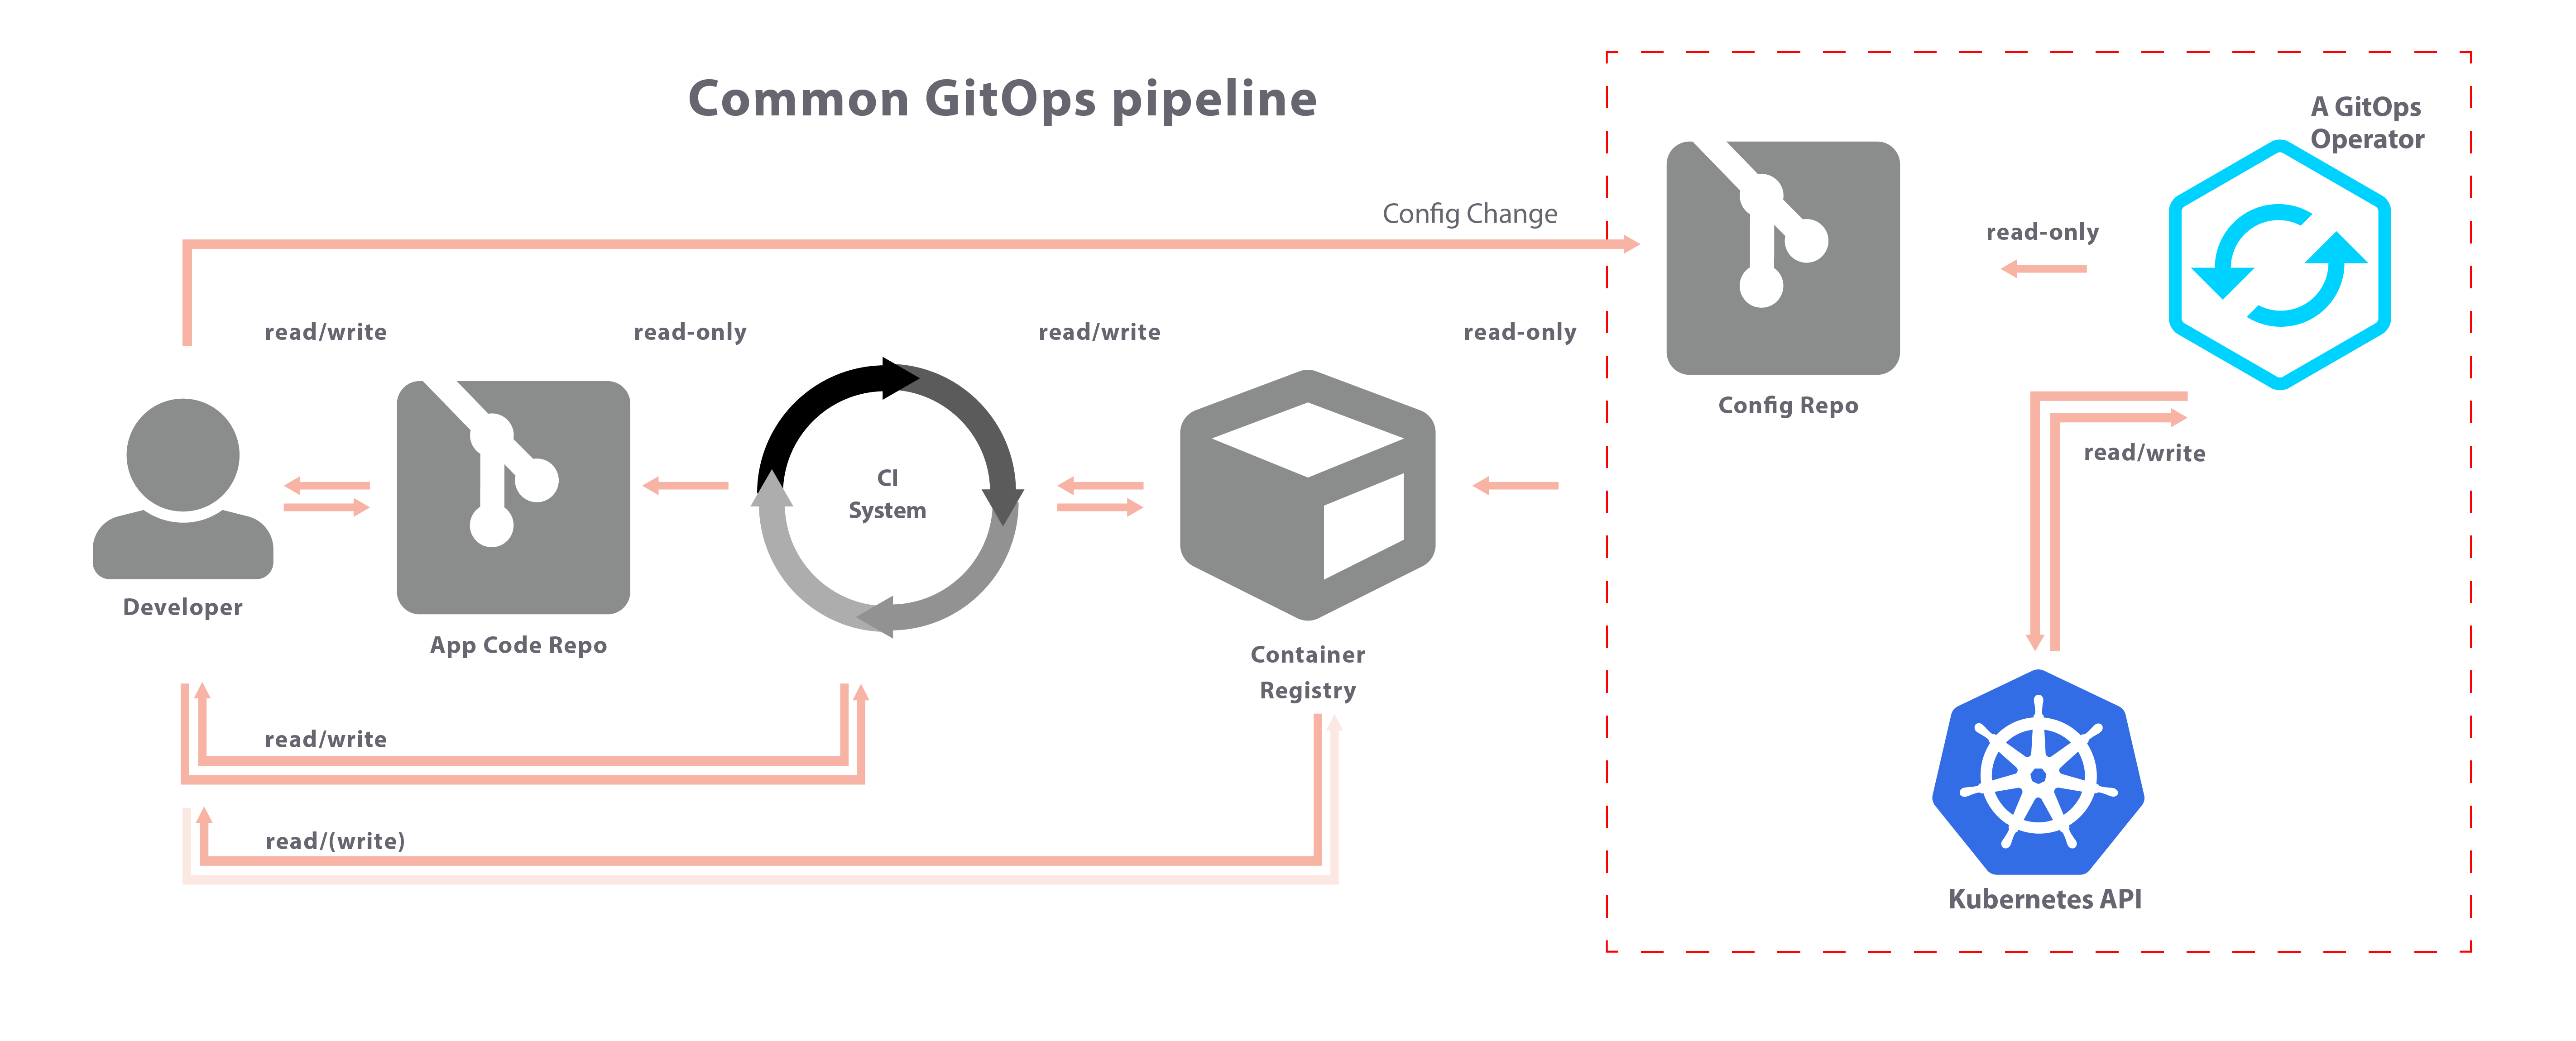 Common GitOps pipeline
A GitOps
Operator
Config Change
read-only
read/write
read-only
read/write
read-only
Config Repo
read/write
CI
System
Developer
App Code Repo
Container
Registry
read/write
read/(write)
Kubernetes API